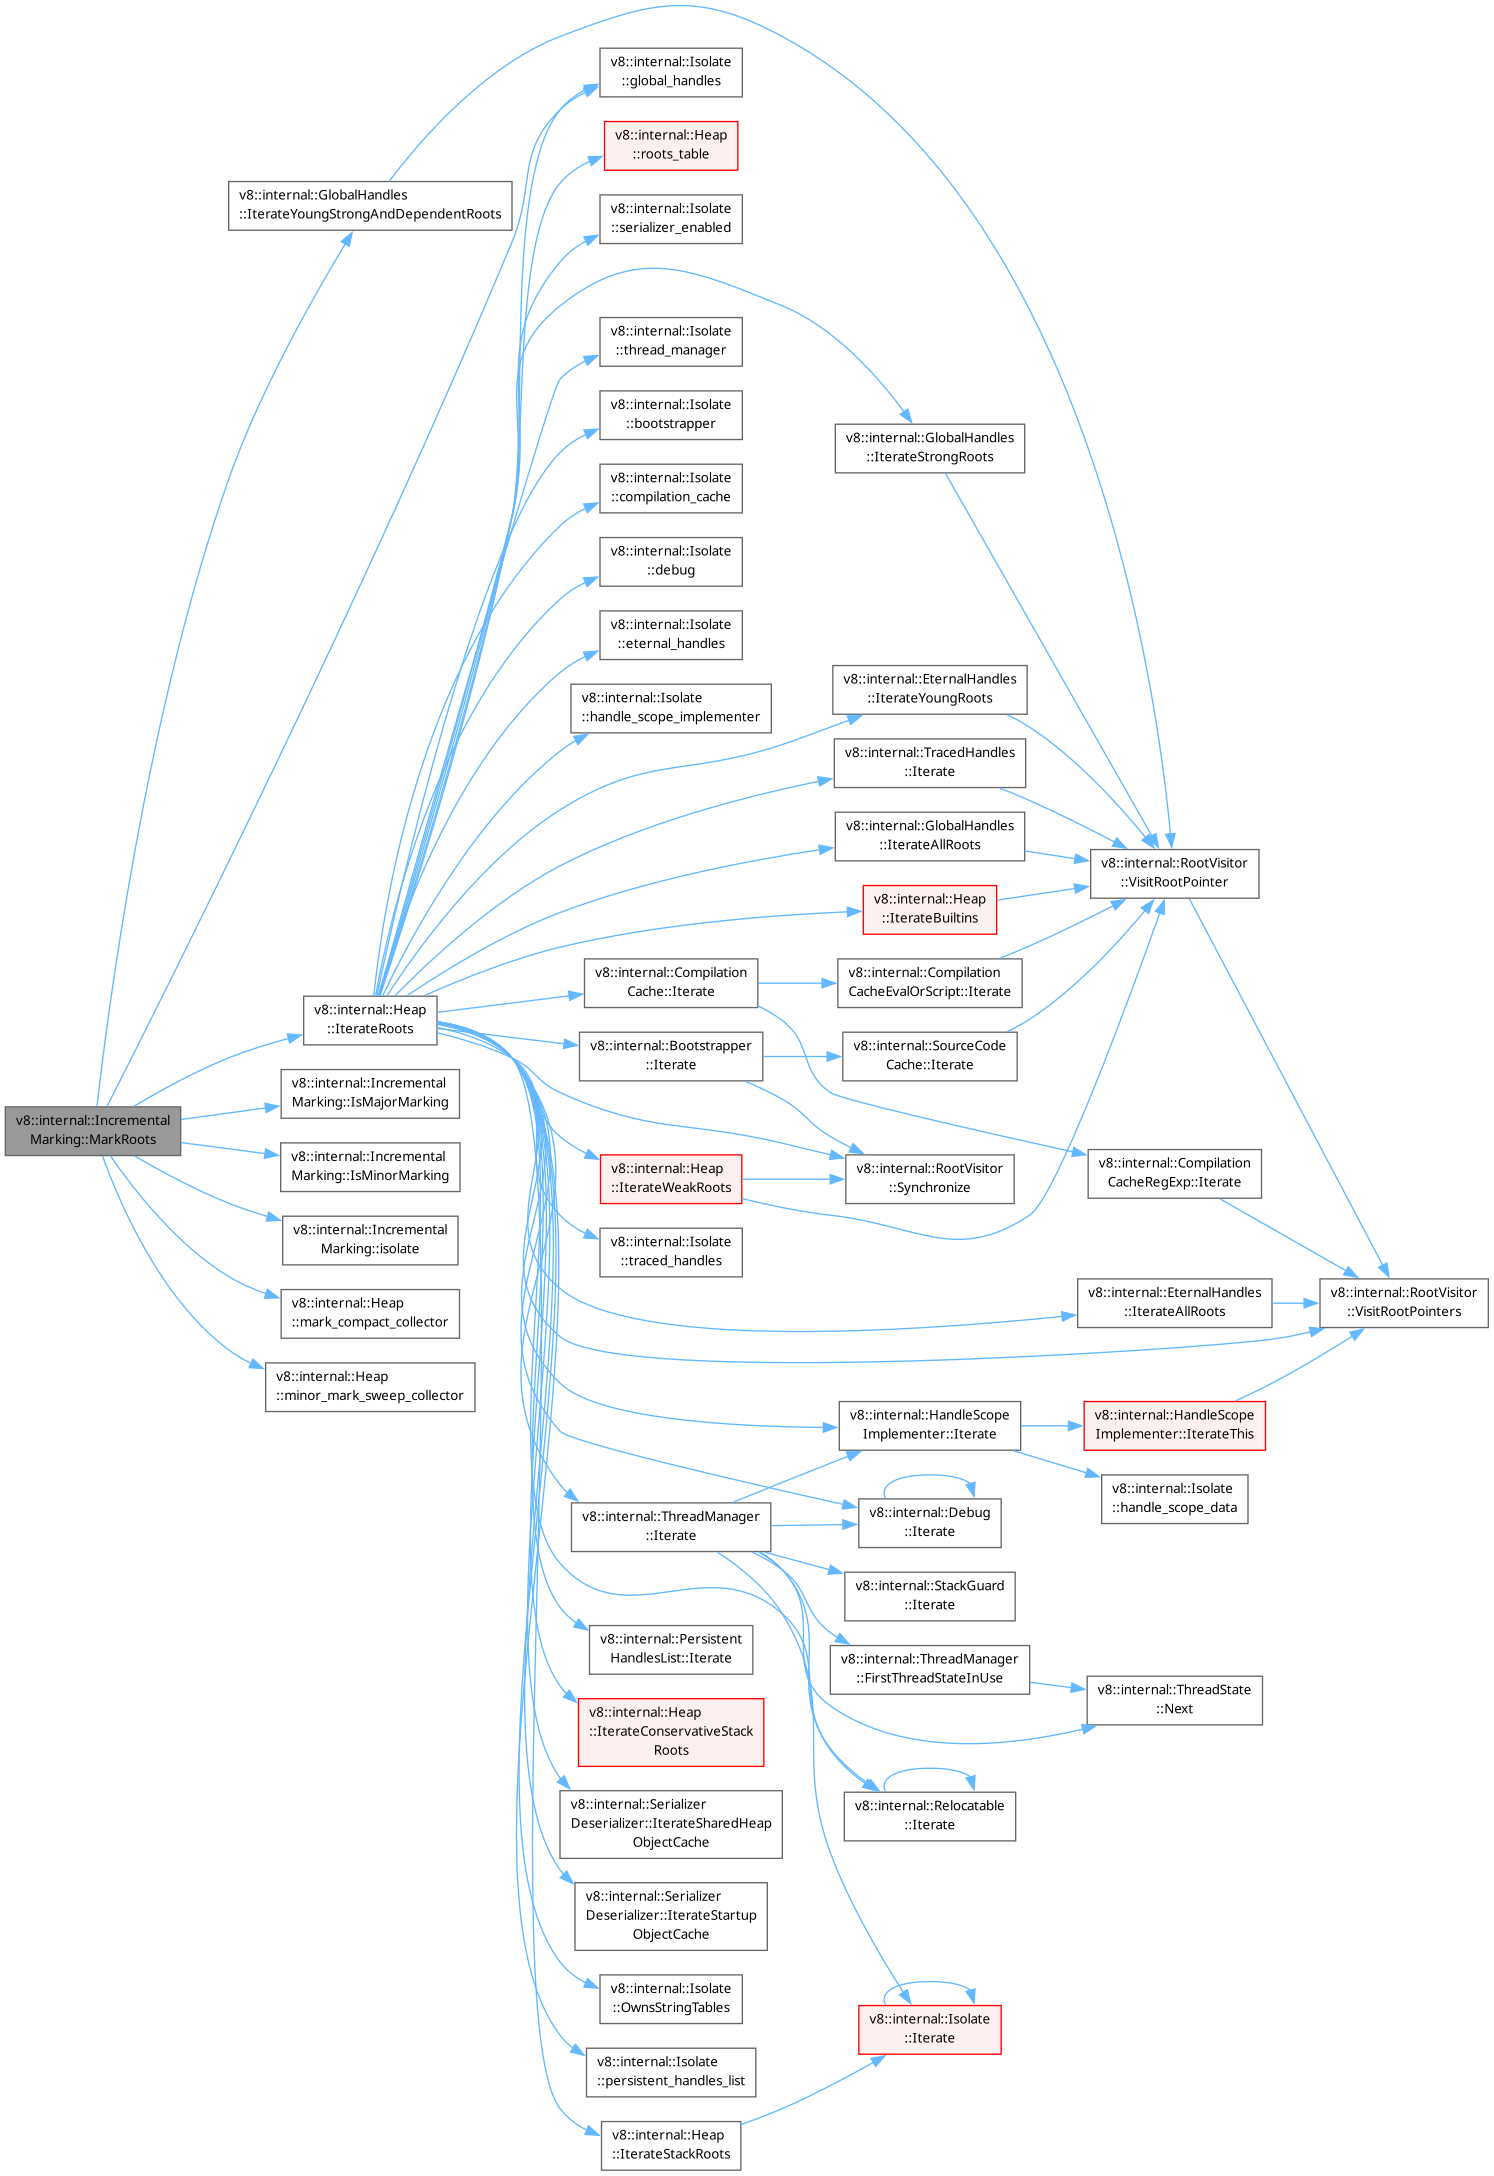 v8::internal::Isolate
::global_handles
v8::internal::Heap
::roots_table
v8::internal::GlobalHandles
::IterateYoungStrongAndDependentRoots
v8::internal::Isolate
::serializer_enabled
v8::internal::Isolate
::thread_manager
v8::internal::Isolate
::bootstrapper
v8::internal::GlobalHandles
::IterateStrongRoots
v8::internal::Isolate
::compilation_cache
v8::internal::Isolate
::debug
v8::internal::Isolate
::eternal_handles
v8::internal::EternalHandles
::IterateYoungRoots
v8::internal::Isolate
::handle_scope_implementer
v8::internal::TracedHandles
::Iterate
v8::internal::GlobalHandles
::IterateAllRoots
v8::internal::RootVisitor
::VisitRootPointer
v8::internal::Heap
::IterateBuiltins
v8::internal::Compilation
Cache::Iterate
v8::internal::Compilation
CacheEvalOrScript::Iterate
v8::internal::Heap
::IterateRoots
v8::internal::Bootstrapper
::Iterate
v8::internal::SourceCode
Cache::Iterate
v8::internal::Incremental
Marking::IsMajorMarking
v8::internal::Incremental
Marking::MarkRoots
v8::internal::Incremental
Marking::IsMinorMarking
v8::internal::Heap
::IterateWeakRoots
v8::internal::RootVisitor
::Synchronize
v8::internal::Compilation
CacheRegExp::Iterate
v8::internal::Incremental
Marking::isolate
v8::internal::Isolate
::traced_handles
v8::internal::Heap
::mark_compact_collector
v8::internal::EternalHandles
::IterateAllRoots
v8::internal::RootVisitor
::VisitRootPointers
v8::internal::Heap
::minor_mark_sweep_collector
v8::internal::HandleScope
Implementer::Iterate
v8::internal::HandleScope
Implementer::IterateThis
v8::internal::Isolate
::handle_scope_data
v8::internal::ThreadManager
::Iterate
v8::internal::Debug
::Iterate
v8::internal::StackGuard
::Iterate
v8::internal::Persistent
HandlesList::Iterate
v8::internal::ThreadManager
::FirstThreadStateInUse
v8::internal::ThreadState
::Next
v8::internal::Heap
::IterateConservativeStack
Roots
v8::internal::Serializer
Deserializer::IterateSharedHeap
ObjectCache
v8::internal::Relocatable
::Iterate
v8::internal::Serializer
Deserializer::IterateStartup
ObjectCache
v8::internal::Isolate
::OwnsStringTables
v8::internal::Isolate
::Iterate
v8::internal::Isolate
::persistent_handles_list
v8::internal::Heap
::IterateStackRoots